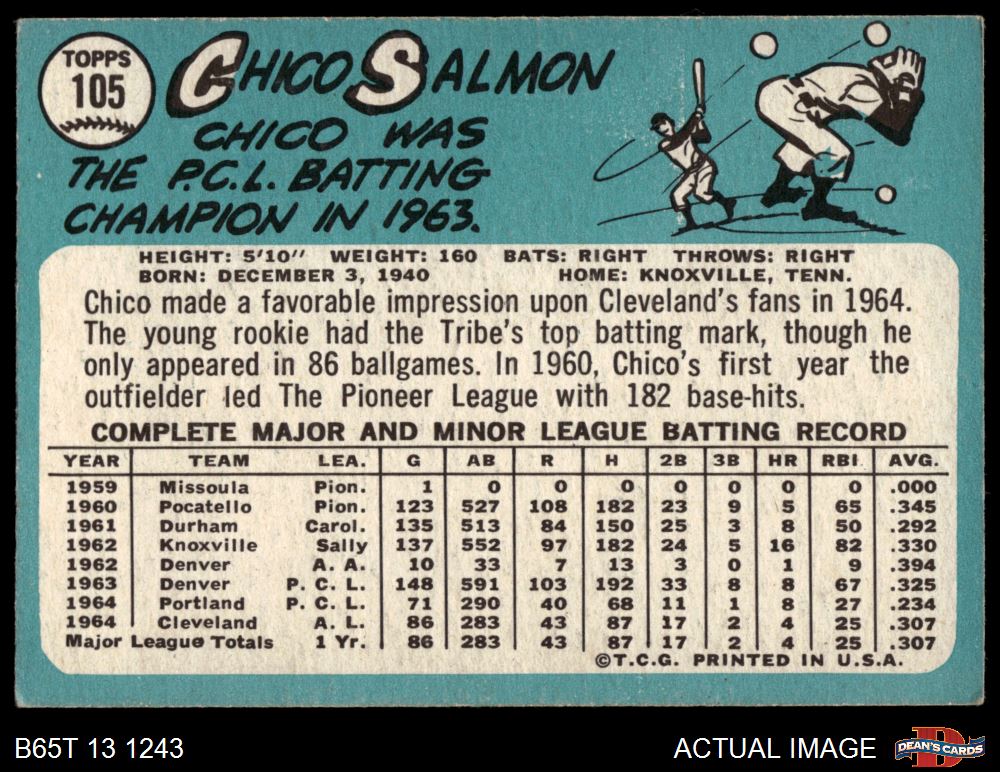 TOPPS
105
CHICO SALMON
CHICO WAS
THE P.C.L. BATTING
CHAMPION IN 1963.
HEIGHT: 5'10" WEIGHT: 160 BATS: RIGHT THROWS: RIGHT
BORN: DECEMBER 3, 1940 HOME: KNOXVILLE, TENN.
Chico made a favorable impression upon Cleveland's fans in 1964.
The young rookie had the Tribe's top batting mark, though he
only appeared in 86 ballgames. In 1960, Chico's first year the
outfielder led The Pioneer League with 182 base-hits.
COMPLETE MAJOR AND MINOR LEAGUE BATTING RECORD
YEAR TEAM LEA. G AB R H 2B 3B HR RBI AVG.
1959 Missoula Pion. 1 0 0 0 0 0 0 0 .000
1960 Pocatello Pion. 123 527 108 182 23 9 5 65 .345
1961 Durham Carol. 135 513 84 150 25 3 8 50 .292
1962 Knoxville Sally 137 552 97 182 24 5 16 82 .330
1962 Denver A. A. 10 33 7 13 3 0 1 9 .394
1963 Denver P. C. L. 148 591 103 192 33 8 8 67 .325
1964 Portland P. C. L. 71 290 40 68 11 1 8 27 .234
1964 Cleveland A. L. 86 283 43 87 17 2 4 25 .307
Major League Totals 1 Yr. 86 283 43 87 17 2 4 25 .307
©T.C.G. PRINTED IN U.S.A.
B65T 13 1243
ACTUAL IMAGE
D
DEAN'S CARDS